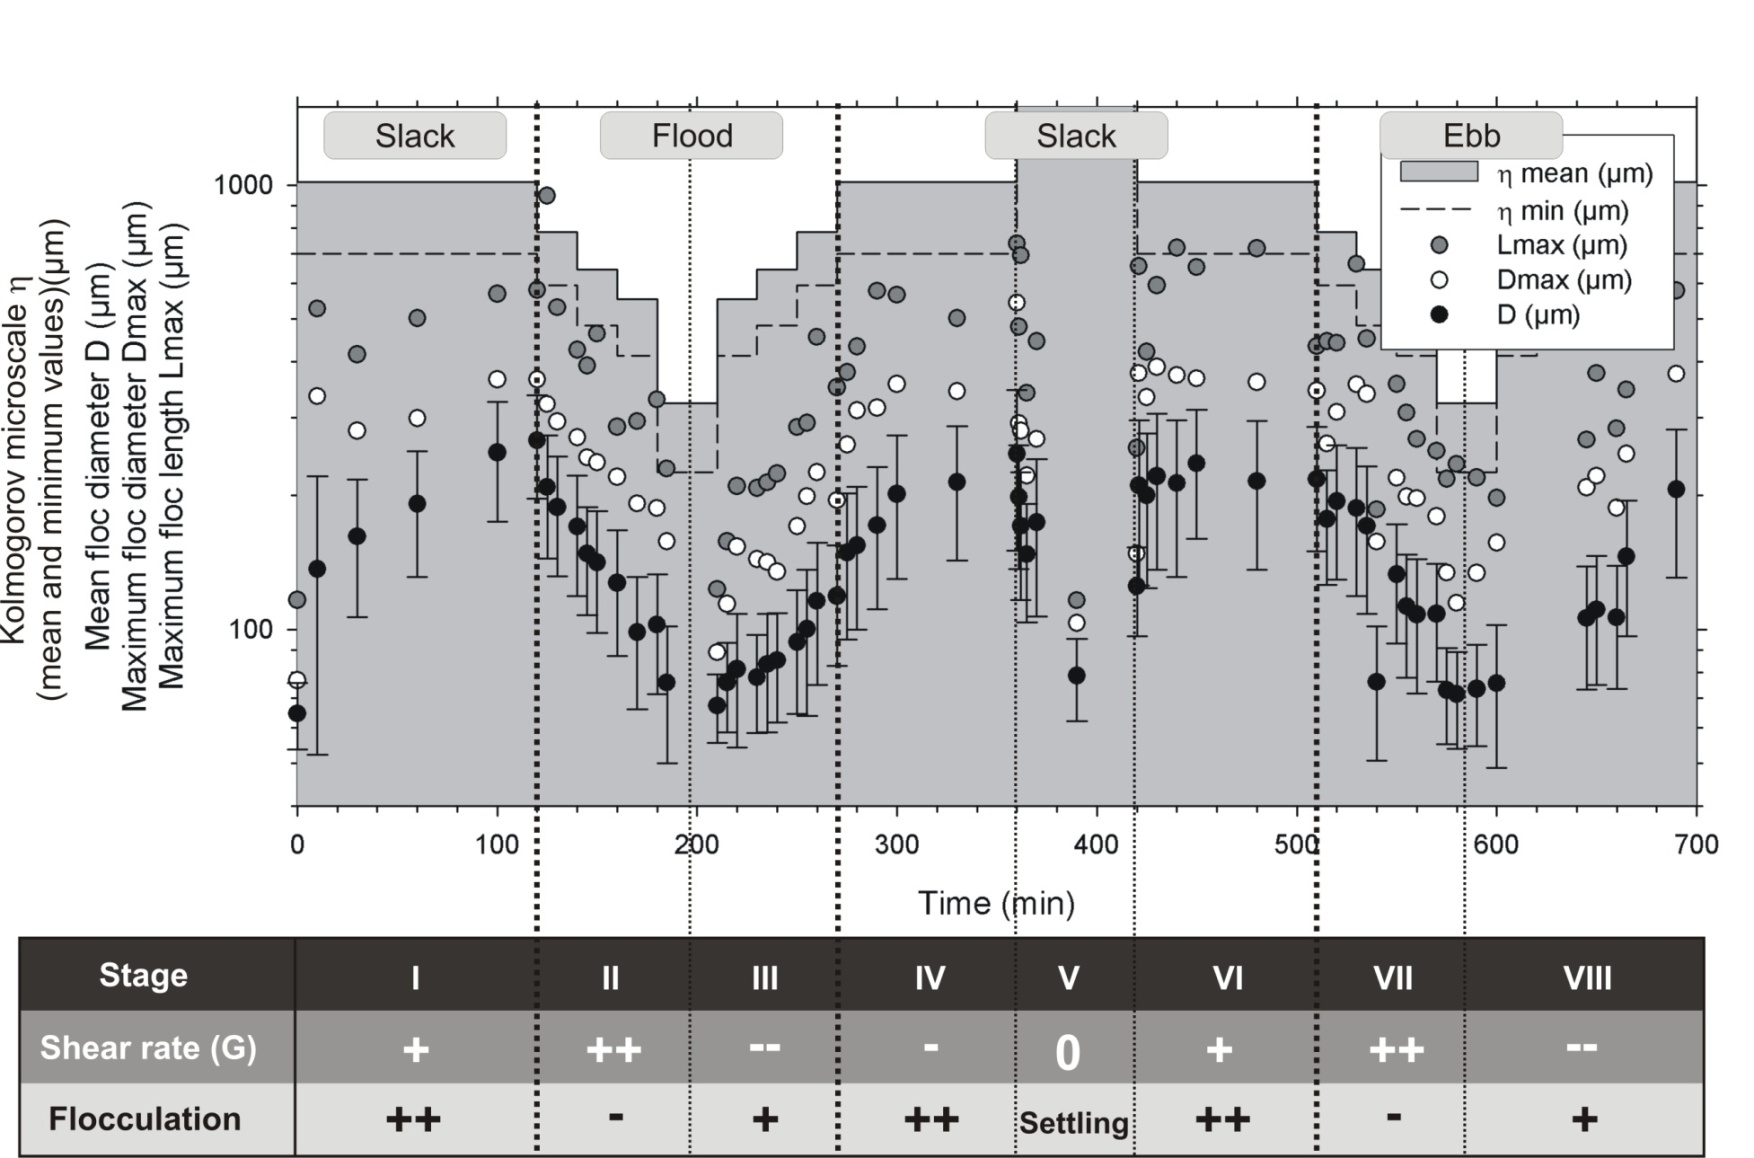 Slack
Flood
Slack
Ebb
η mean (µm)
η min (µm)
Lmax (µm)
Dmax (µm)
D (µm)
Kolmogorov microscale η
(mean and minimum values)(µm)
Mean floc diameter D (µm)
Maximum floc diameter Dmax (µm)
Maximum floc length Lmax (µm)
1000
100
0 100 200 300 400 500 600 700
Time (min)
Stage I II III IV V VI VII VIII
Shear rate (G) + ++ -- - 0 + ++ --
Flocculation ++ - + ++ Settling ++ - +